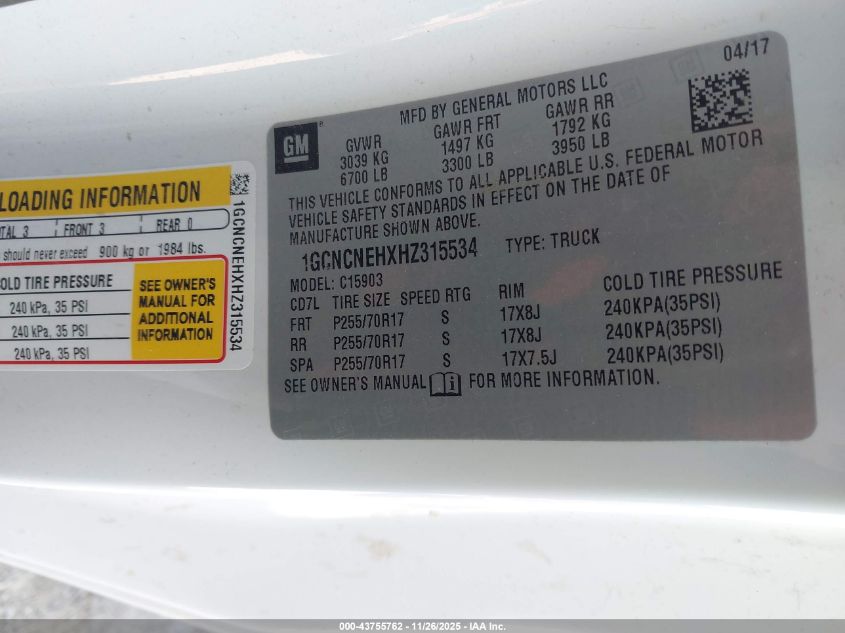 LOADING INFORMATION
TAL 3 FRONT 3 REAR 0
should never exceed 900 kg or 1984 lbs.
OLD TIRE PRESSURE
240 kPa, 35 PSI
240 kPa, 35 PSI
240 kPa, 35 PSI
SEE OWNER'S
MANUAL FOR
ADDITIONAL
INFORMATION
1GCNCNEHXHZ315534
04/17
GM
MFD BY GENERAL MOTORS LLC
GVWR GAWR FRT GAWR RR
3039 KG 1497 KG 1792 KG
6700 LB 3300 LB 3950 LB
THIS VEHICLE CONFORMS TO ALL APPLICABLE U.S. FEDERAL MOTOR
VEHICLE SAFETY STANDARDS IN EFFECT ON THE DATE OF
MANUFACTURE SHOWN ABOVE.
1GCNCNEHXHZ315534 TYPE: TRUCK
MODEL: C15903
CD7L TIRE SIZE SPEED RTG RIM COLD TIRE PRESSURE
FRT P255/70R17 S 17X8J 240KPA(35PSI)
RR P255/70R17 S 17X8J 240KPA(35PSI)
SPA P255/70R17 S 17X7.5J 240KPA(35PSI)
SEE OWNER'S MANUAL FOR MORE INFORMATION.
000-43755762 - 11/26/2025 - IAA Inc.